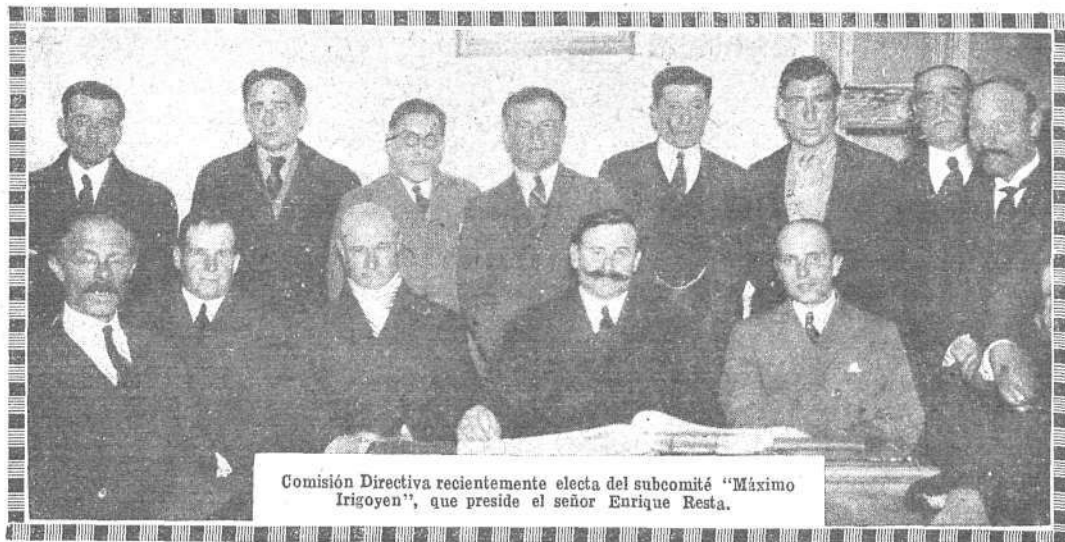 Comisión Directiva recientemente electa del subcomité "Máximo
Irigoyen", que preside el señor Enrique Resta.